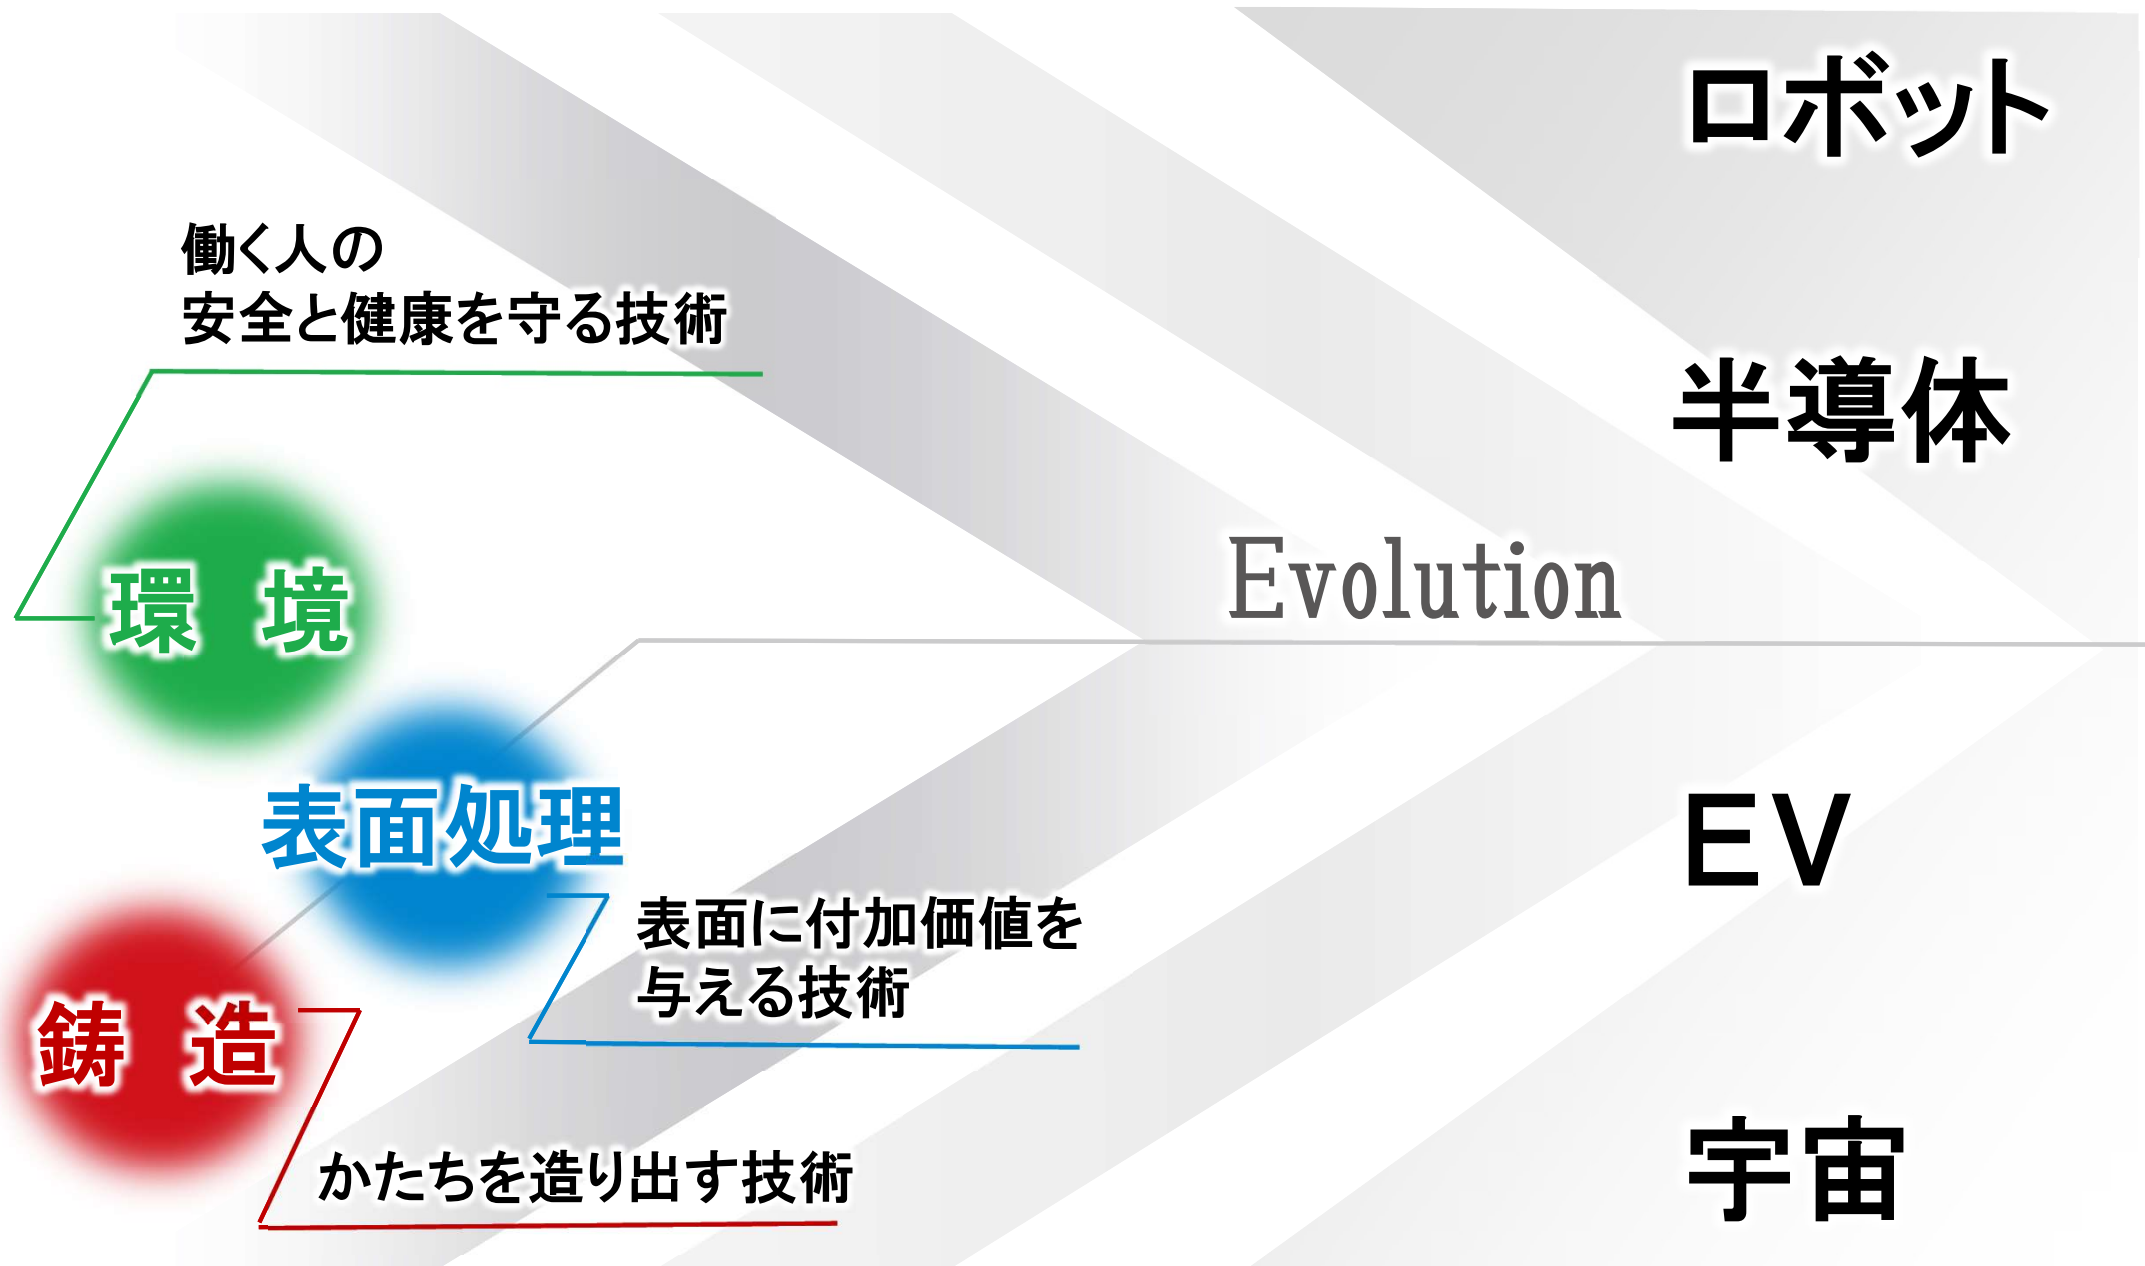 働く人の
安全と健康を守る技術
環 境
表面処理
表面に付加価値を
与える技術
鋳 造
かたちを造り出す技術
Evolution
ロボット
半導体
EV
宇宙